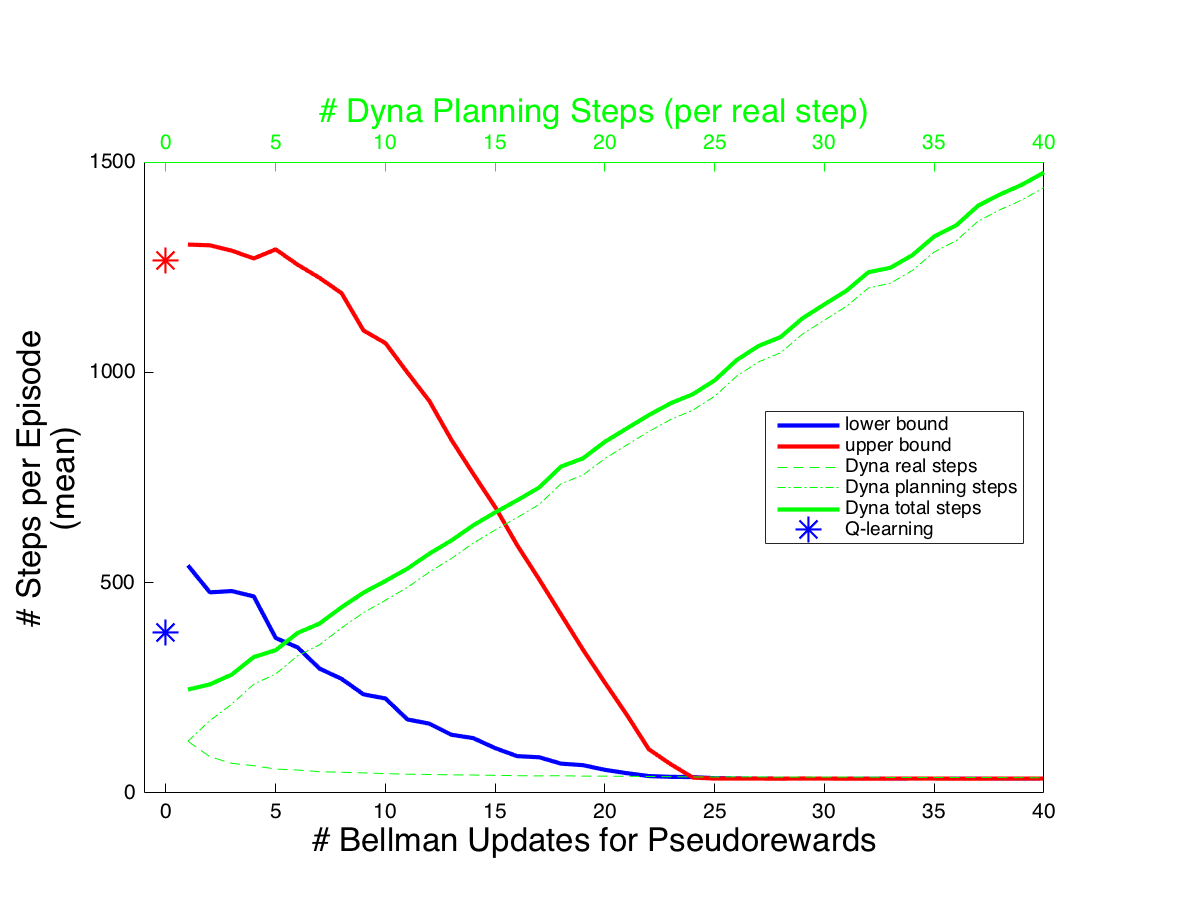 # Dyna Planning Steps (per real step)
0 5 10 15 20 25 30 35 40
1500
1000
500
0
# Steps per Episode
(mean)
lower bound
upper bound
Dyna real steps
Dyna planning steps
Dyna total steps
Q-learning
0 5 10 15 20 25 30 35 40
# Bellman Updates for Pseudorewards